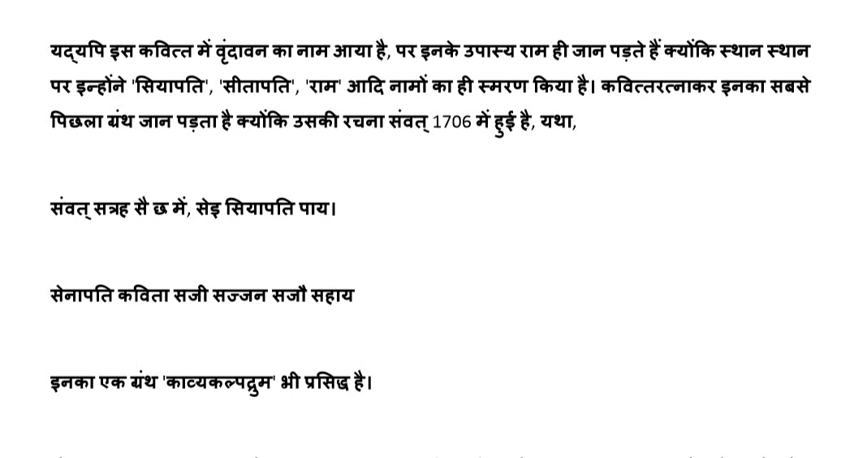 यद्यपि इस कवित्त में वृंदावन का नाम आया है, पर इनके उपास्य राम ही जान पड़ते हैं क्योंकि स्थान स्थान
पर इन्होंने 'सियापति', 'सीतापति', 'राम' आदि नामों का ही स्मरण किया है। कवित्तरत्नाकर इनका सबसे
पिछला ग्रंथ जान पड़ता है क्योंकि उसकी रचना संवत् 1706 में हुई है, यथा,
संवत् सत्रह सै छ में, सेइ सियापति पाय।
सेनापति कविता सजी सज्जन सजौ सहाय
इनका एक ग्रंथ 'काव्यकल्पद्रुम' भी प्रसिद्ध है।